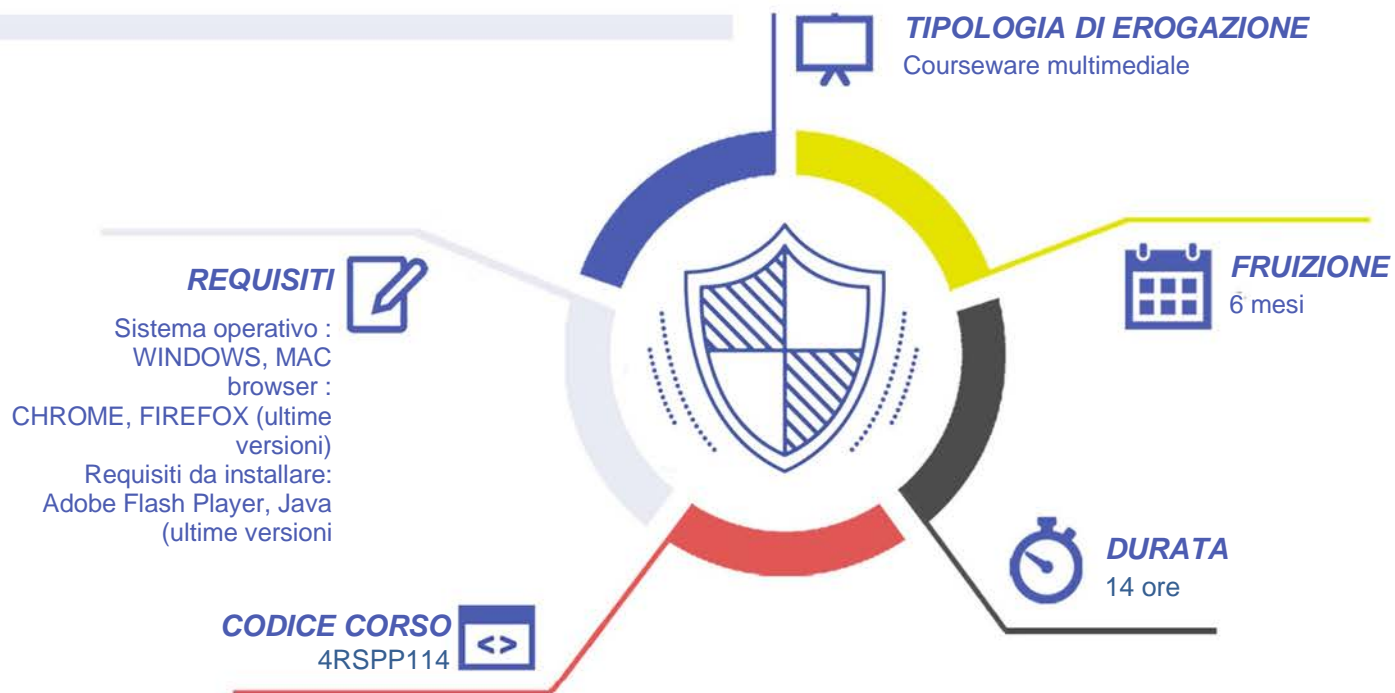 TIPOLOGIA DI EROGAZIONE
Courseware multimediale
REQUISITI
Sistema operativo :
WINDOWS, MAC
browser :
CHROME, FIREFOX (ultime
versioni)
Requisiti da installare:
Adobe Flash Player, Java
(ultime versioni
FRUIZIONE
6 mesi
DURATA
14 ore
CODICE CORSO
4RSPP114